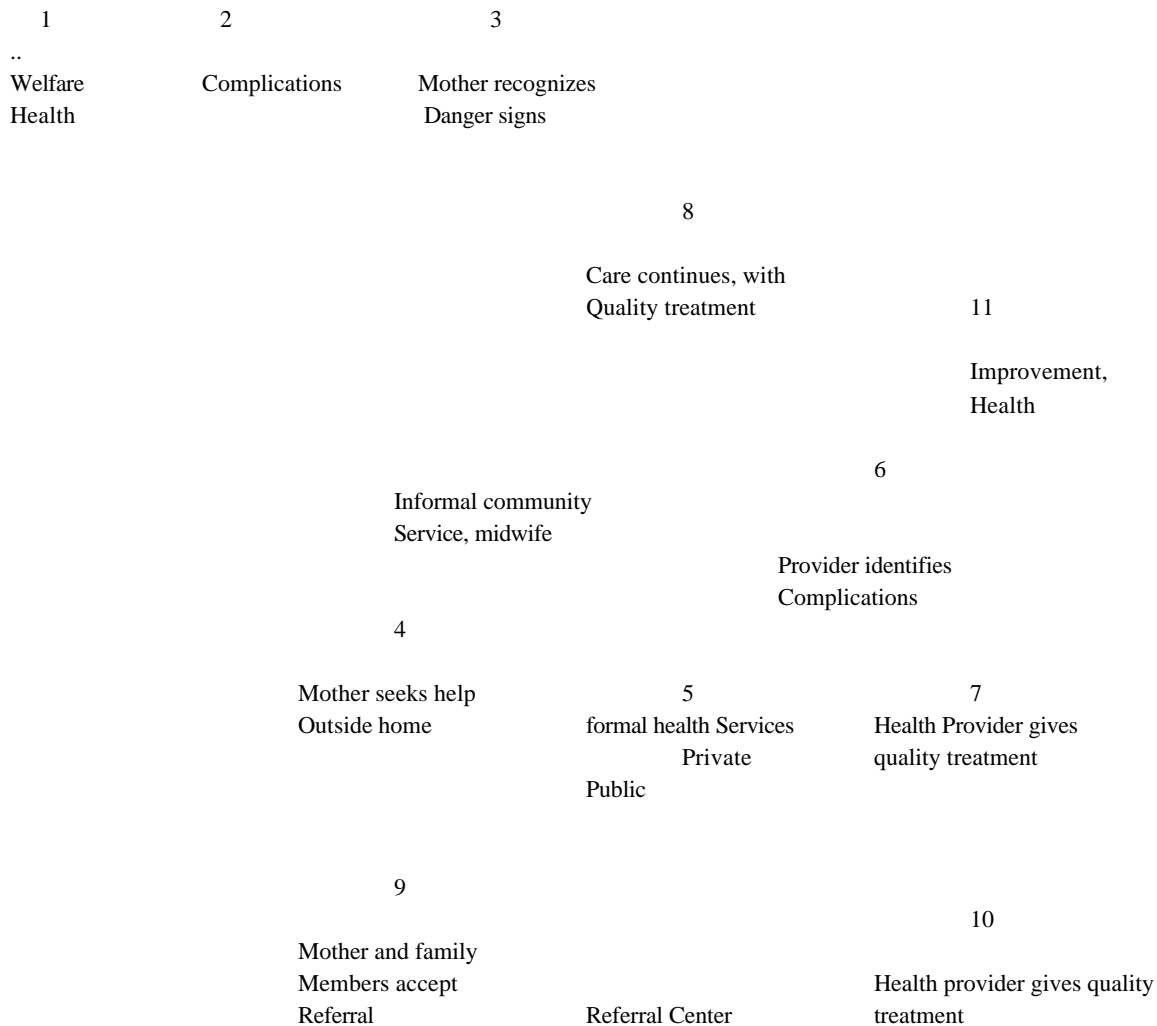 1 2 3
..
Welfare Complications Mother recognizes
Health Danger signs
8
Care continues, with
Quality treatment 11
Improvement,
Health
6
Informal community
Service, midwife
Provider identifies
Complications
4
Mother seeks help 5 7
Outside home formal health Services Health Provider gives
Private quality treatment
Public
9
10
Mother and family
Members accept Health provider gives quality
Referral Referral Center treatment